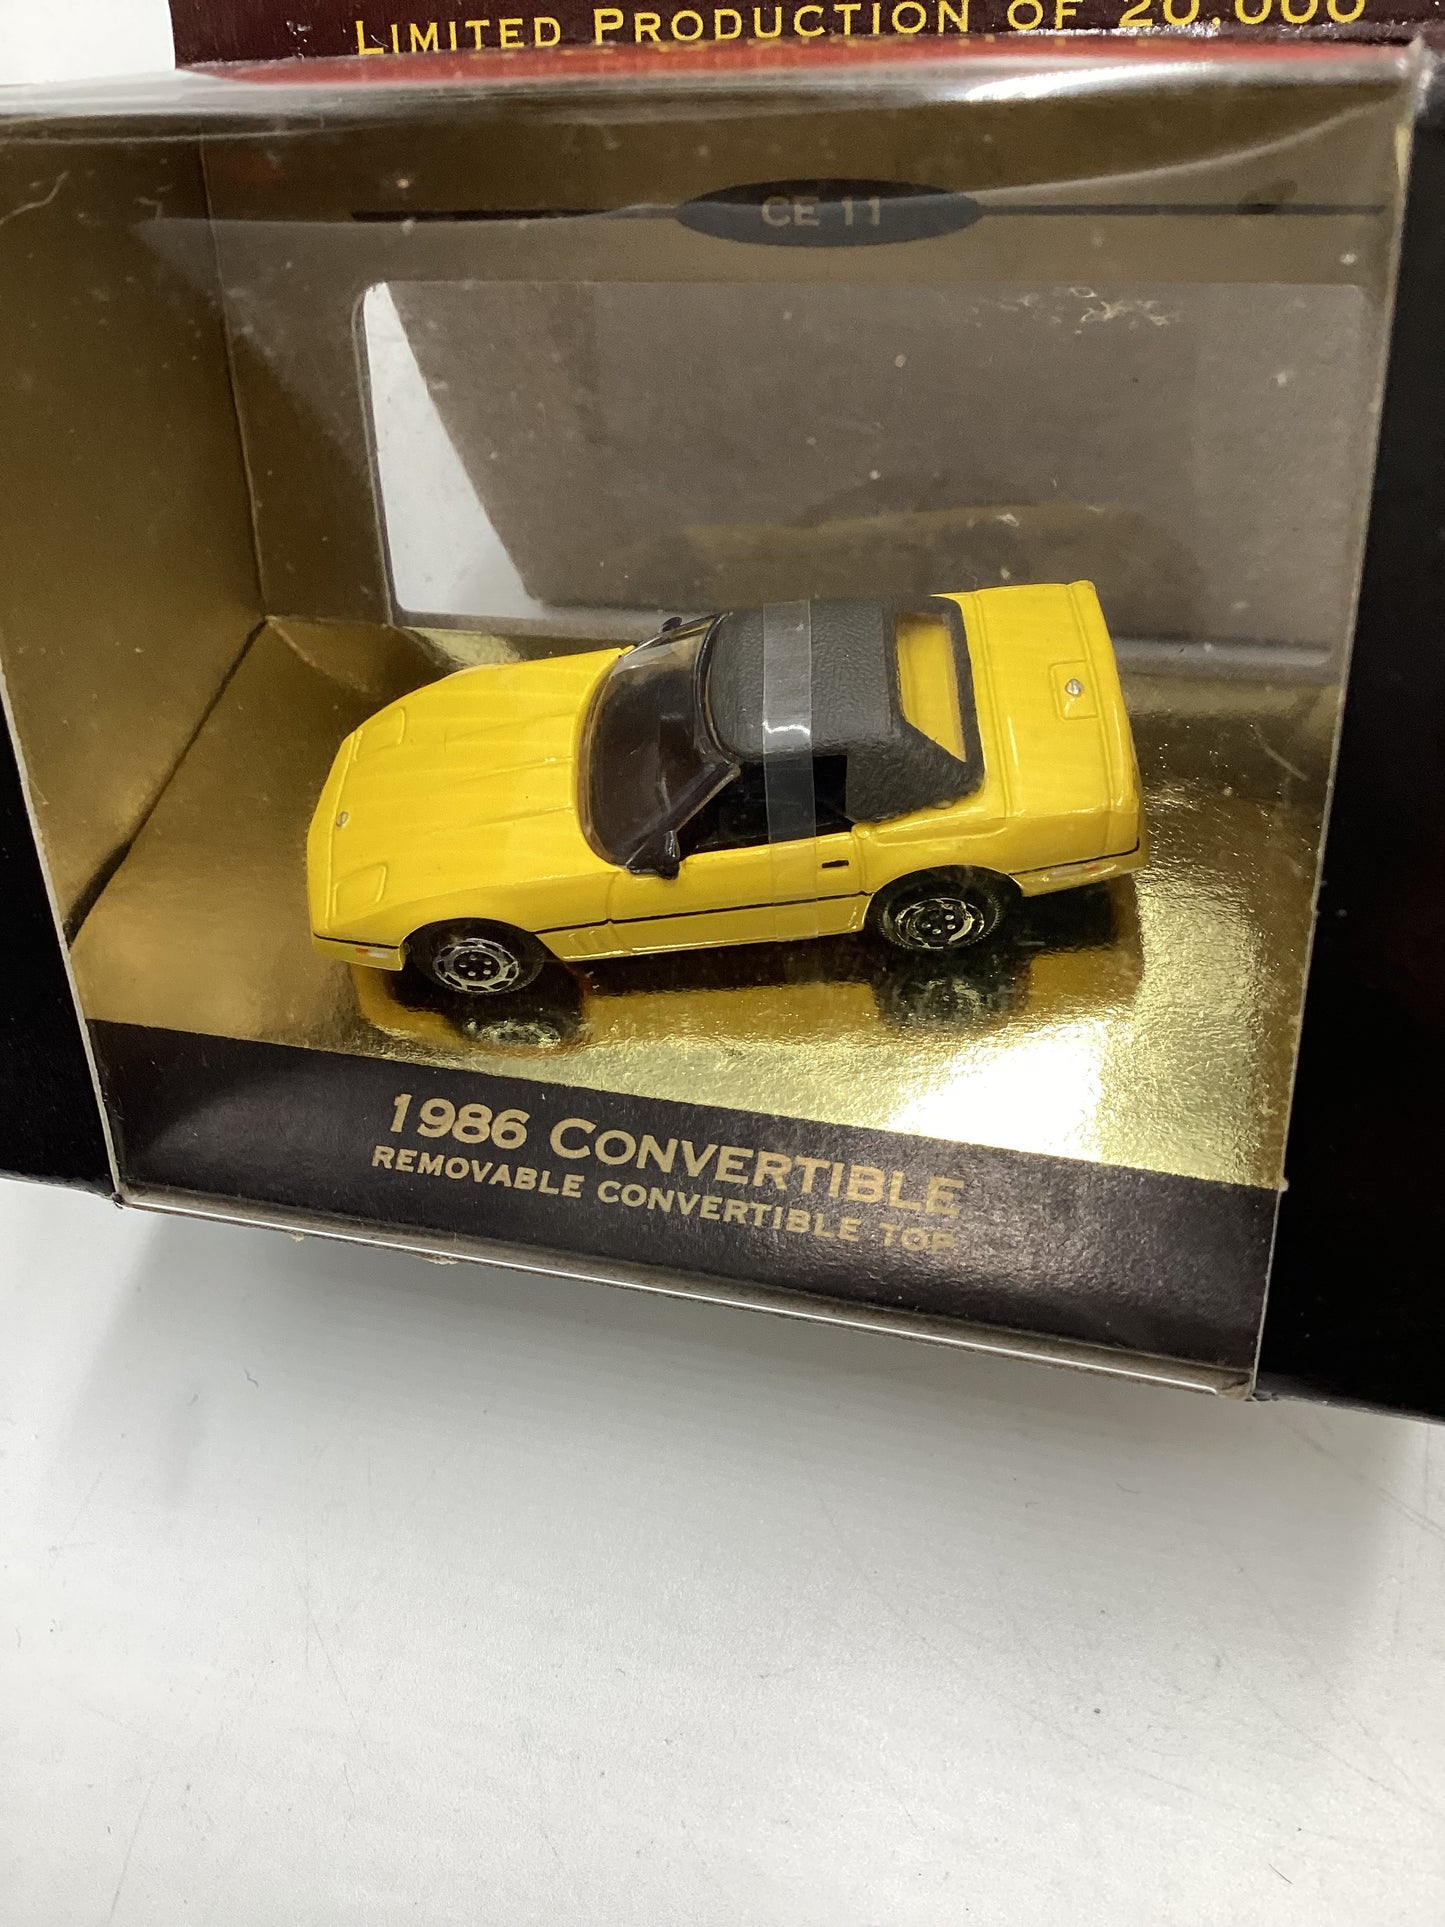 LIMITED PRODUCTION OF 20,000
CE 11
1986 CONVERTIBLE
REMOVABLE CONVERTIBLE TOP